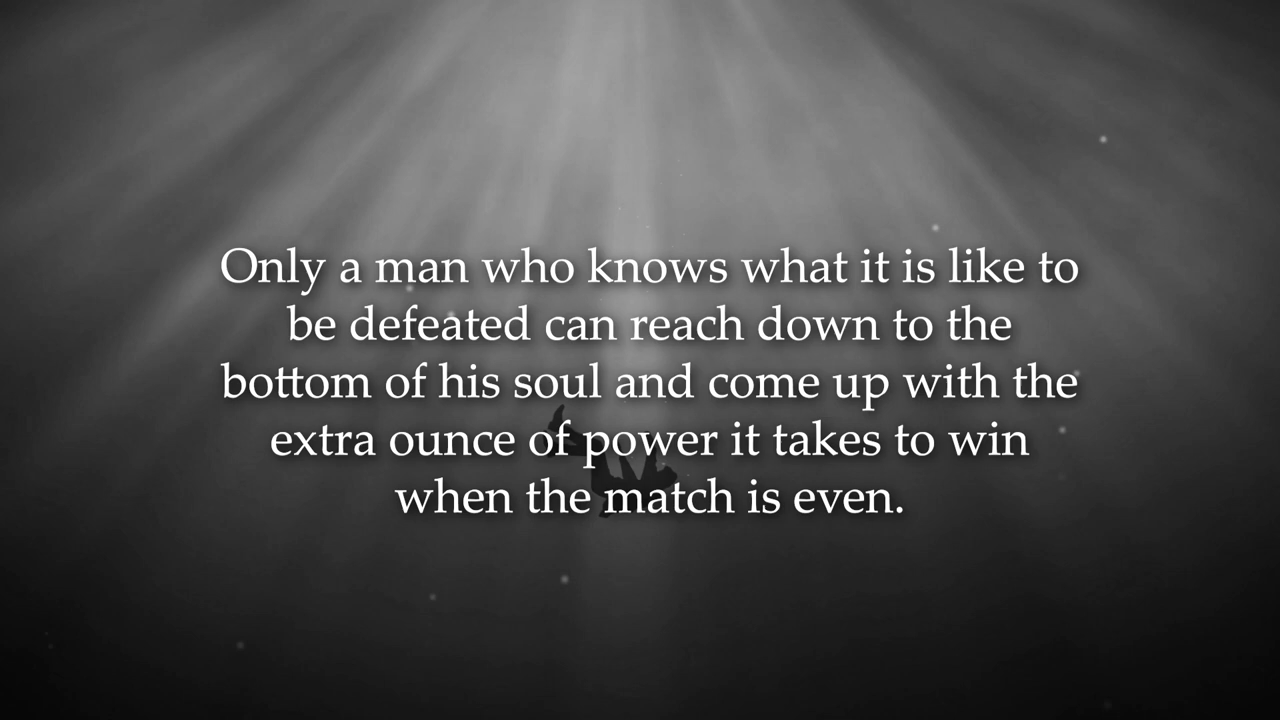 Only a man who knows what it is like to
be defeated can reach down to the
bottom of his soul and come up with the
extra ounce of power it takes to win
when the match is even.